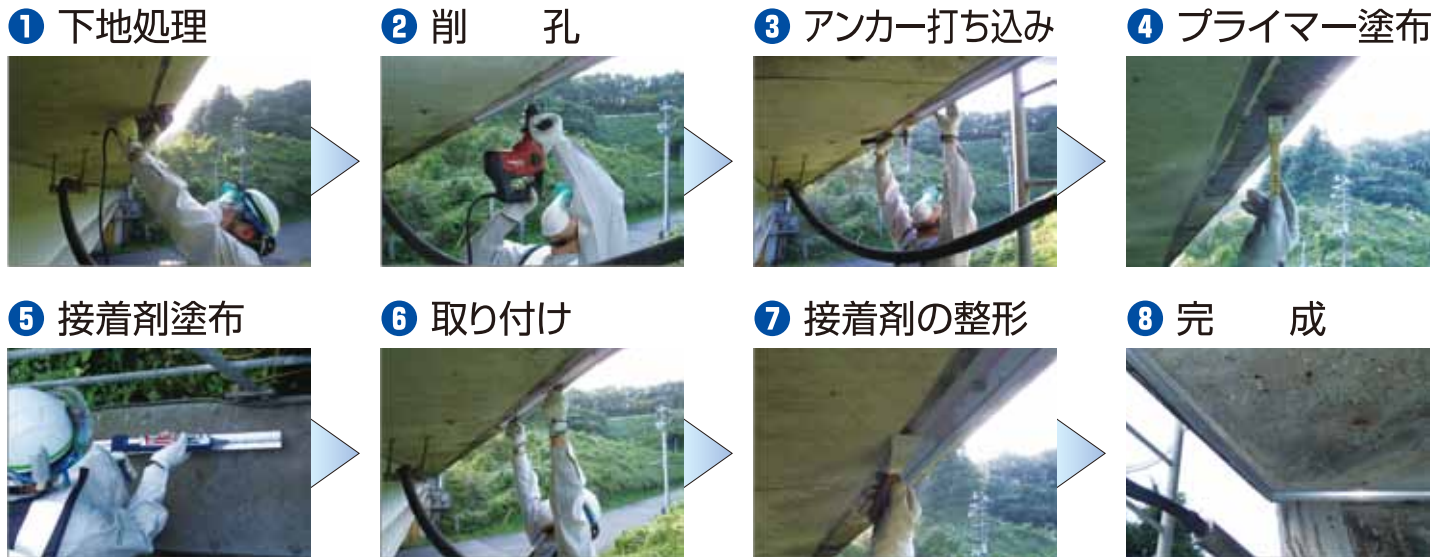 ❶ 下地処理
❷ 削　孔
❸ アンカー打ち込み
❹ プライマー塗布
❺ 接着剤塗布
❻ 取り付け
❼ 接着剤の整形
❽ 完　成